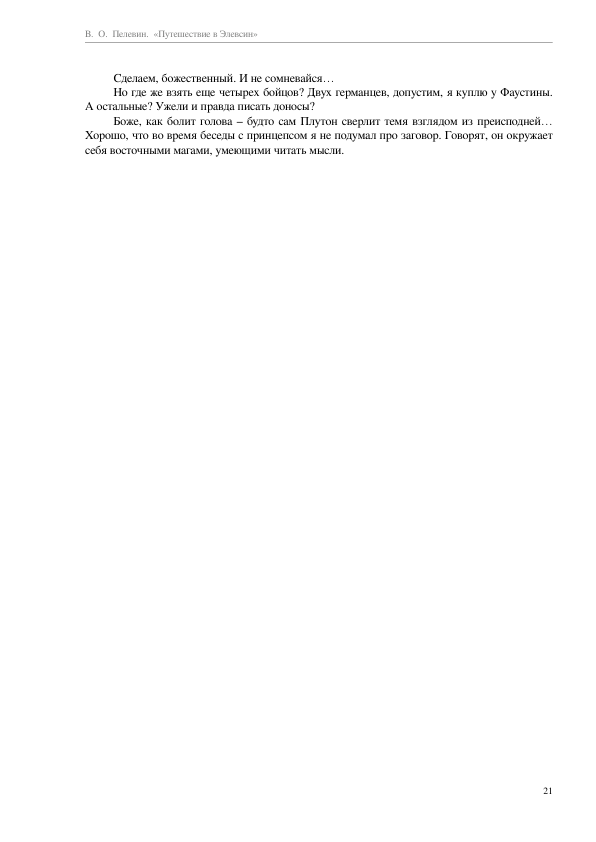 В. О. Пелевин. «Путешествие в Элевсин»
Сделаем, божественный. И не сомневайся…
Но где же взять еще четырех бойцов? Двух германцев, допустим, я куплю у Фаустины.
А остальные? Ужели и правда писать доносы?
Боже, как болит голова – будто сам Плутон сверлит темя взглядом из преисподней…
Хорошо, что во время беседы с принцепсом я не подумал про заговор. Говорят, он окружает
себя восточными магами, умеющими читать мысли.
21